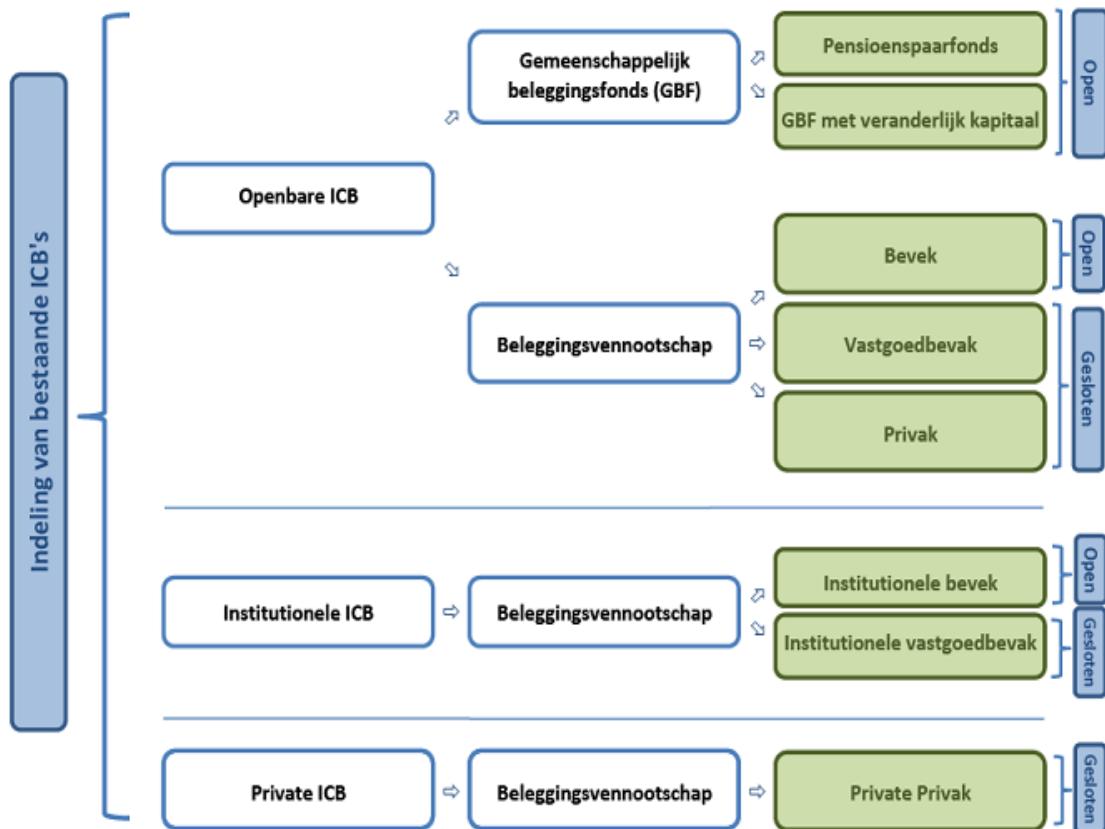 Indeling van bestaande ICB's
Openbare ICB
Gemeenschappelijk
beleggingsfonds (GBF)
Pensioenspaarfonds
GBF met veranderlijk kapitaal
Open
Beleggingsvennootschap
Bevek
Open
Vastgoedbevak
Privak
Gesloten
Institutionele ICB
Beleggingsvennootschap
Institutionele bevek
Open
Institutionele vastgoedbevak
Gesloten
Private ICB
Beleggingsvennootschap
Private Privak
Gesloten